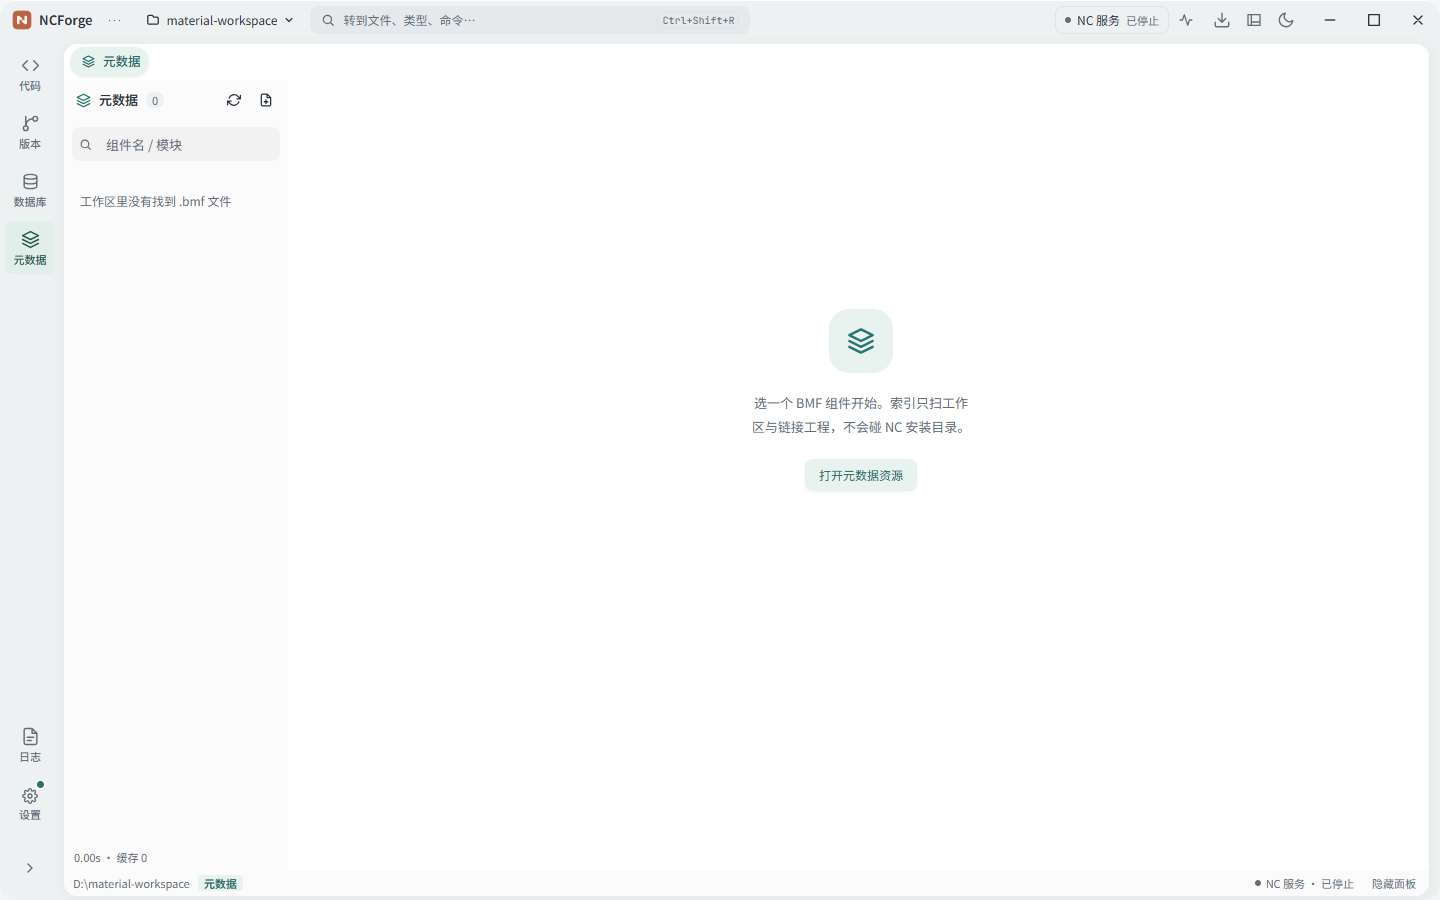 NCForge ··· material-workspace 转到文件、类型、命令··· Ctrl+Shift+R NC 服务 已停止
元数据
代码
元数据 0
版本
组件名 / 模块
数据库
工作区里没有找到 .bmf 文件
元数据
选一个 BMF 组件开始。索引只扫工作
区与链接工程，不会碰 NC 安装目录。
打开元数据资源
日志
设置
0.00s · 缓存 0
D:\material-workspace 元数据 NC 服务 · 已停止 隐藏面板